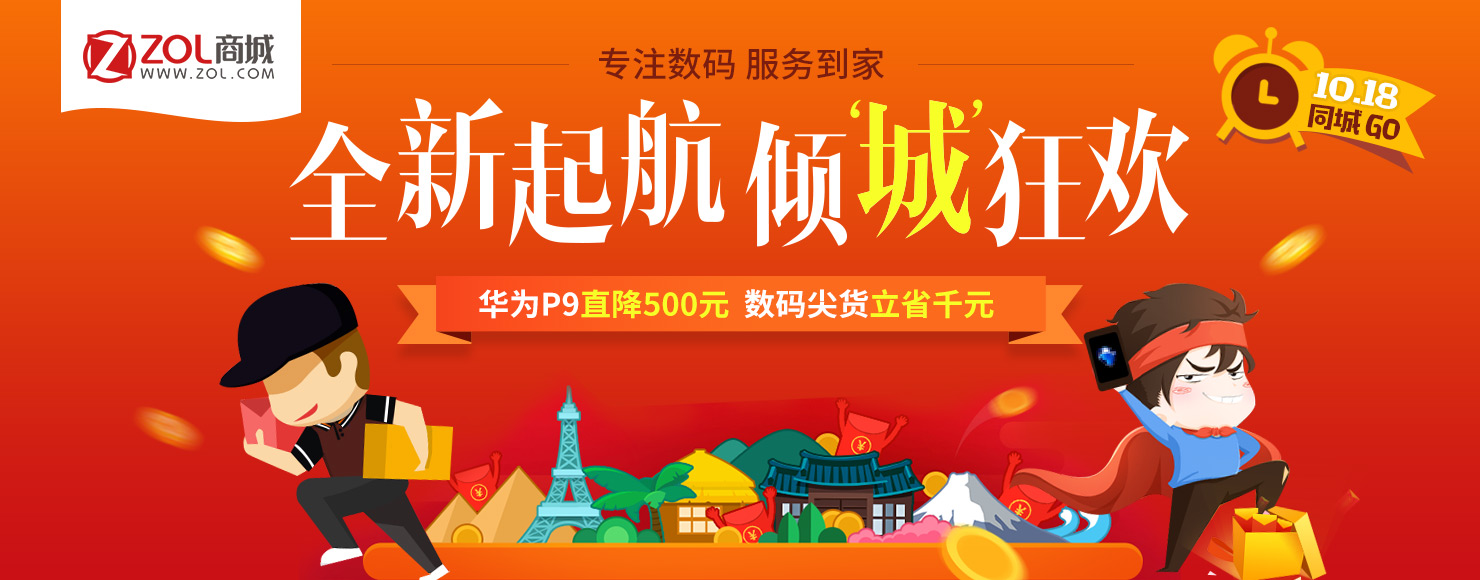 ZOL商城
WWW.ZOL.COM
专注数码 服务到家
10.18
同城GO
全新起航 倾‘城’狂欢
华为P9直降500元 数码尖货立省千元